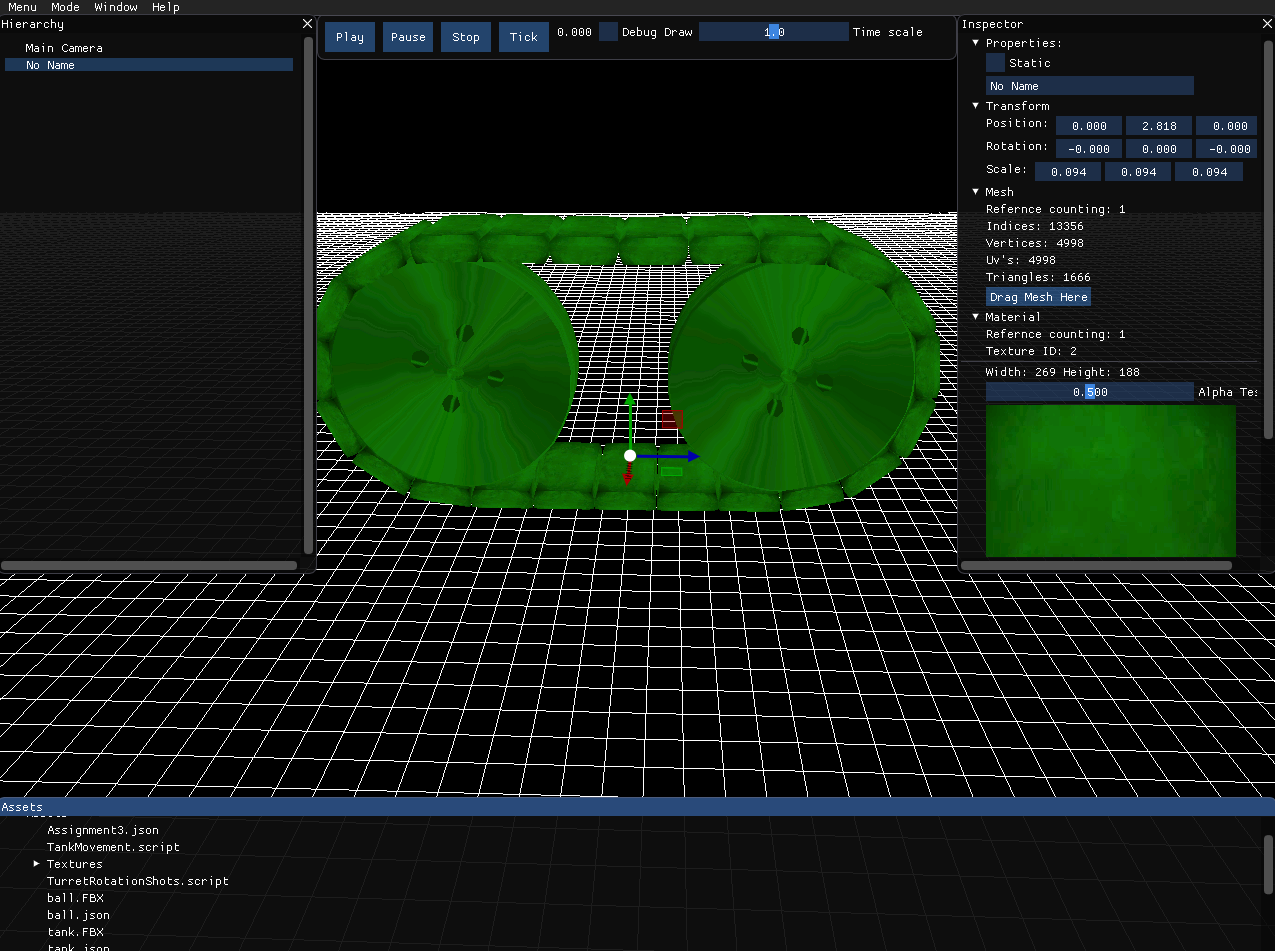 Menu Mode Window Help
Hierarchy
Main Camera
No Name
Play Pause Stop Tick 0.000 Debug Draw 1.0 Time scale
Inspector
Properties:
Static
No Name
Transform
Position: 0.000 2.818 0.000
Rotation: -0.000 0.000 -0.000
Scale: 0.094 0.094 0.094
Mesh
Refernce counting: 1
Indices: 13356
Vertices: 4998
Uv's: 4998
Triangles: 1666
Drag Mesh Here
Material
Refernce counting: 1
Texture ID: 2
Width: 269 Height: 188
0.500 Alpha Tes
Assets
Assets
Assignment3.json
TankMovement.script
Textures
TurretRotationShots.script
ball.FBX
ball.json
tank.FBX
tank.json